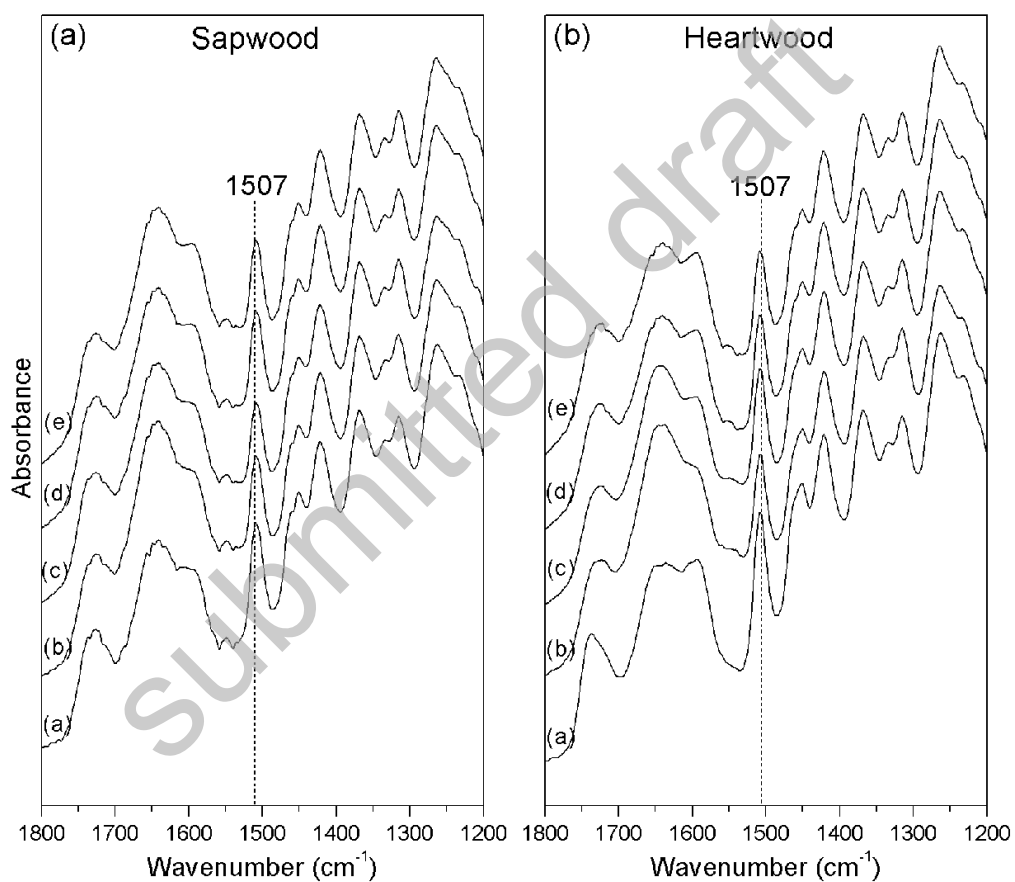 (a) Sapwood
1507
Absorbance
(e)
(d)
(c)
(b)
(a)
1800 1700 1600 1500 1400 1300 1200
Wavenumber (cm⁻¹)
(b) Heartwood
1507
(e)
(d)
(c)
(b)
(a)
1800 1700 1600 1500 1400 1300 1200
Wavenumber (cm⁻¹)
submitted draft